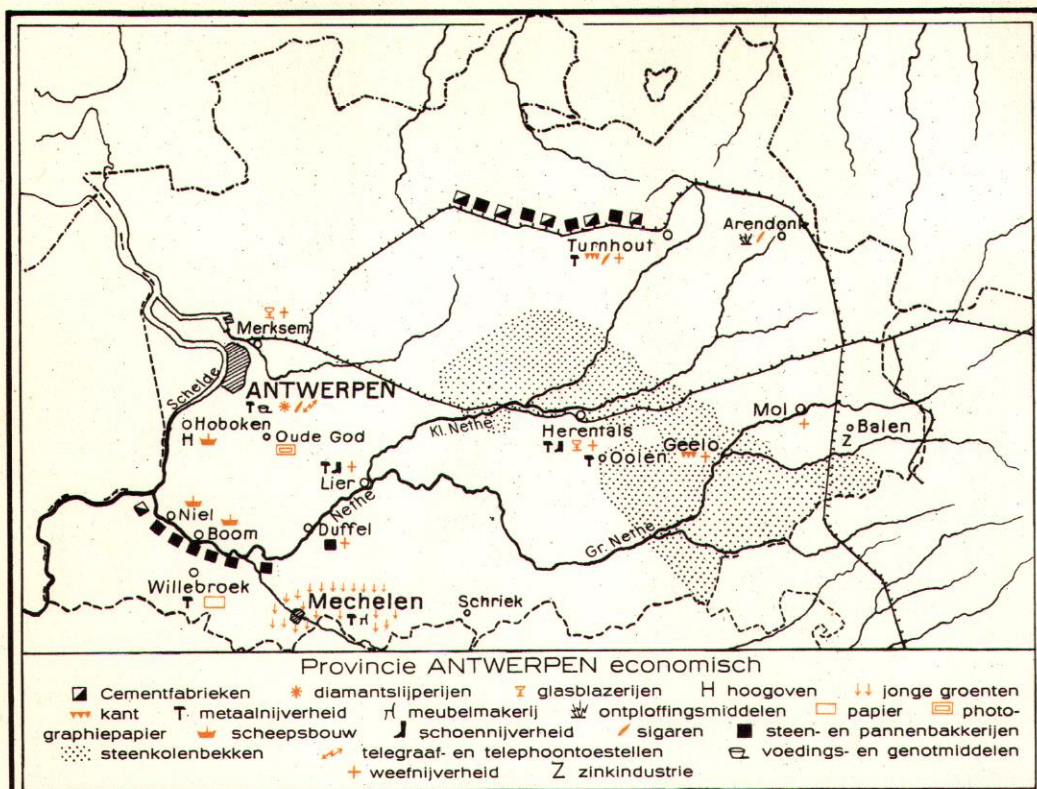 Turnhout
Arendonk
Merksem
Schelde
ANTWERPEN
Hoboken
H
Oude God
Kl. Nethe
Herentals
Mol
Balen
Z
Geelo
Oolen
Lier
Nethe
Niel
Boom
Duffel
Gr. Nethe
Willebroek
Mechelen
Schriek
Provincie ANTWERPEN economisch
Cementfabrieken diamantslijperijen glasblazerijen H hoogoven jonge groenten
kant metaalnijverheid meubelmakerij ontploffingsmiddelen papier photo-
graphiepapier scheepsbouw schoennijverheid sigaren steen- en pannenbakkerijen
steenkolenbekken telegraaf- en telephoontoestellen voedings- en genotmiddelen
weefnijverheid Z zinkindustrie